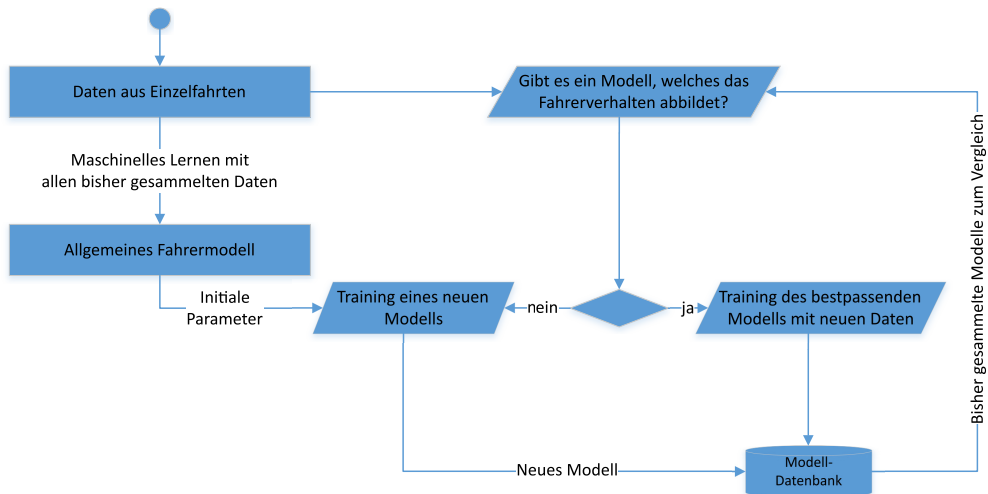 Daten aus Einzelfahrten
Gibt es ein Modell, welches das
Fahrerverhalten abbildet?
Maschinelles Lernen mit
allen bisher gesammelten Daten
Allgemeines Fahrermodell
Initiale
Parameter
Training eines neuen
Modells
nein
ja
Training des bestpassenden
Modells mit neuen Daten
Bisher gesammelte Modelle zum Vergleich
Neues Modell
Modell-
Datenbank